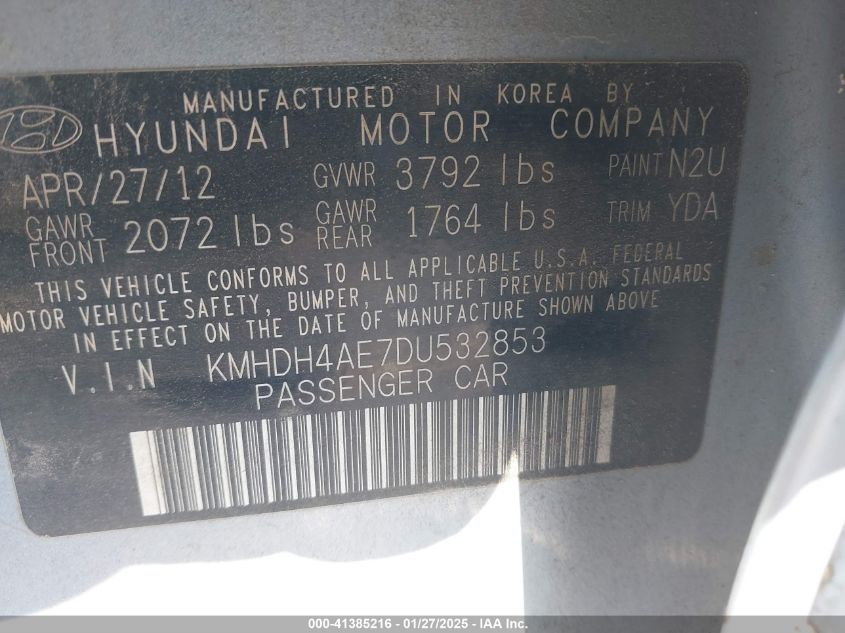 MANUFACTURED IN KOREA BY
HYUNDAI MOTOR COMPANY
APR/27/12 GVWR 3792 lbs PAINT N2U
GAWR FRONT 2072 lbs GAWR REAR 1764 lbs TRIM YDA
THIS VEHICLE CONFORMS TO ALL APPLICABLE U.S.A. FEDERAL
MOTOR VEHICLE SAFETY, BUMPER, AND THEFT PREVENTION STANDARDS
IN EFFECT ON THE DATE OF MANUFACTURE SHOWN ABOVE
V.I.N KMHDH4AE7DU532853
PASSENGER CAR
000-41385216 - 01/27/2025 - IAA Inc.